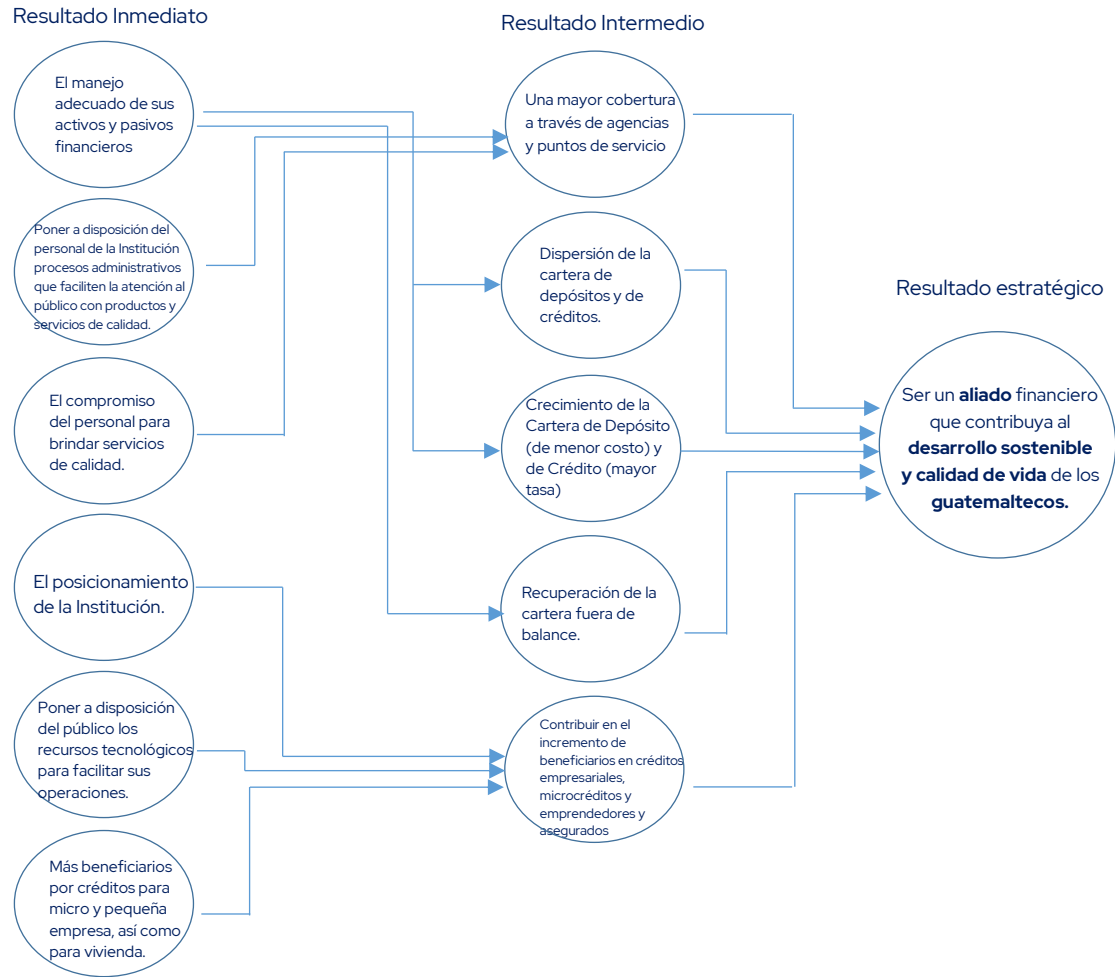 Resultado Inmediato
El manejo
adecuado de sus
activos y pasivos
financieros
Poner a disposición del
personal de la Institución
procesos administrativos
que faciliten la atención al
público con productos y
servicios de calidad.
El compromiso
del personal para
brindar servicios
de calidad.
El posicionamiento
de la Institución.
Poner a disposición
del público los
recursos tecnológicos
para facilitar sus
operaciones.
Más beneficiarios
por créditos para
micro y pequeña
empresa, así como
para vivienda.
Resultado Intermedio
Una mayor cobertura
a través de agencias
y puntos de servicio
Dispersión de la
cartera de
depósitos y de
créditos.
Crecimiento de la
Cartera de Depósito
(de menor costo) y
de Crédito (mayor
tasa)
Recuperación de la
cartera fuera de
balance.
Contribuir en el
incremento de
beneficiarios en créditos
empresariales,
microcréditos y
emprendedores y
asegurados
Resultado estratégico
Ser un aliado financiero
que contribuya al
desarrollo sostenible
y calidad de vida de los
guatemaltecos.